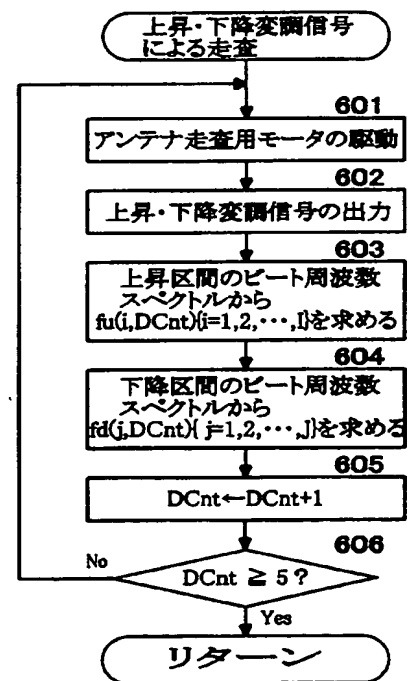 上昇・下降変調信号
による走査
601
アンテナ走査用モータの駆動
602
上昇・下降変調信号の出力
603
上昇区間のビート周波数
スペクトルから
fu(i,DCnt){i=1,2,･･･,I}を求める
604
下降区間のビート周波数
スペクトルから
fd(j,DCnt){ j=1,2,･･･,J}を求める
605
DCnt←DCnt+1
606
No
DCnt ≧ 5？
Yes
リターン